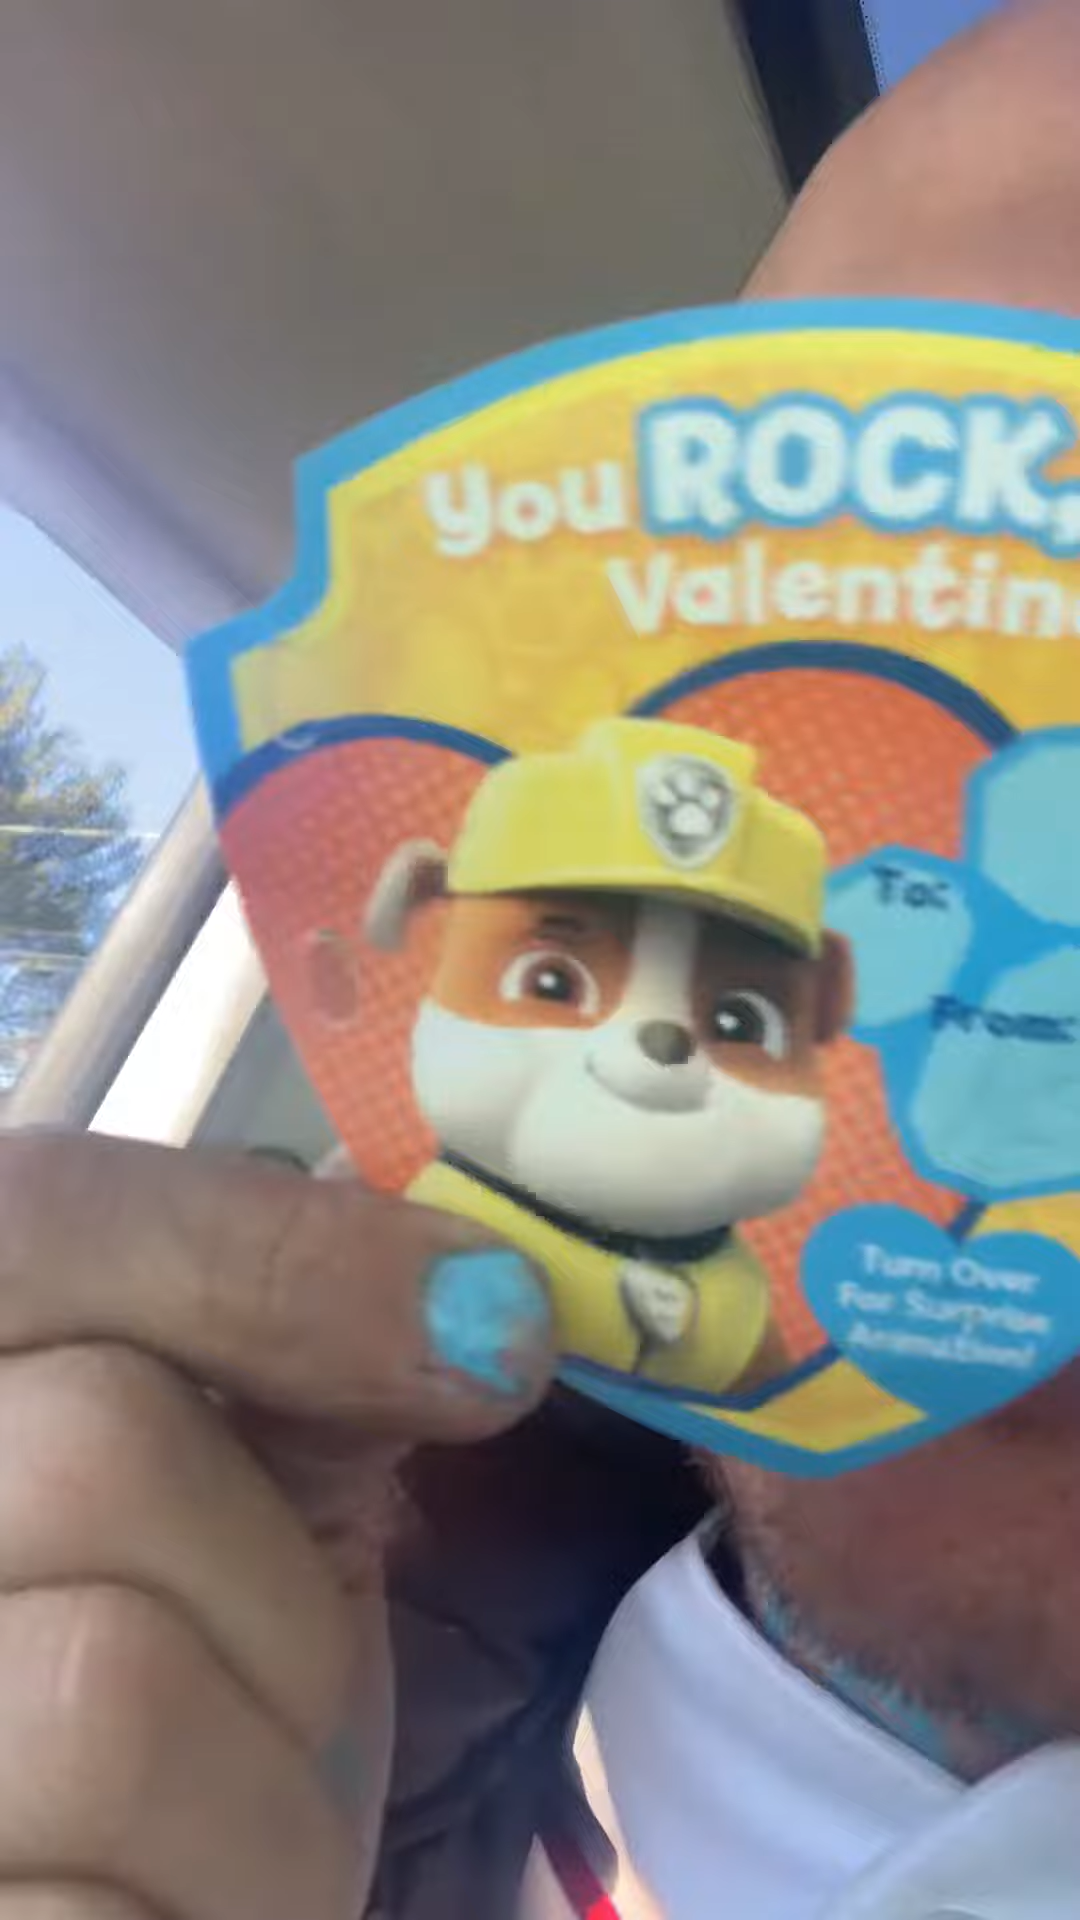 you ROCK,
Valentin
To:
From:
Turn Over
For Surprise
Animation!